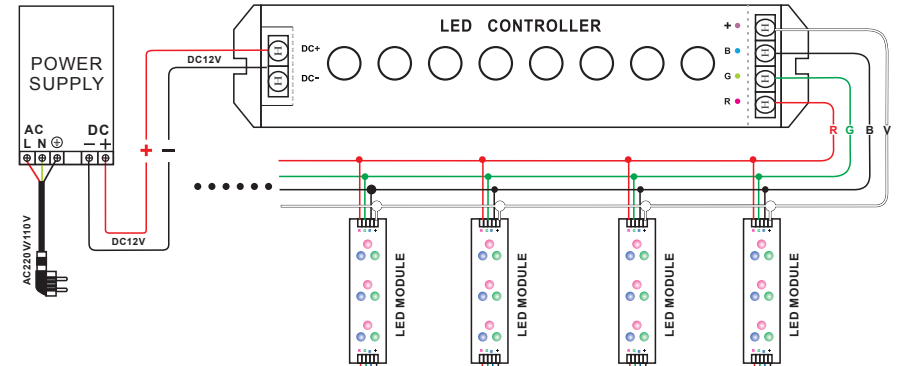 LED CONTROLLER
POWER
SUPPLY
AC
DC
L N
− +
DC12V
DC+
DC−
+
B
G
R
+ −
R G B V
DC12V
AC220V/110V
R G B +
R G B +
R G B +
R G B +
LED MODULE
LED MODULE
LED MODULE
LED MODULE
R G B +
R G B +
R G B +
R G B +